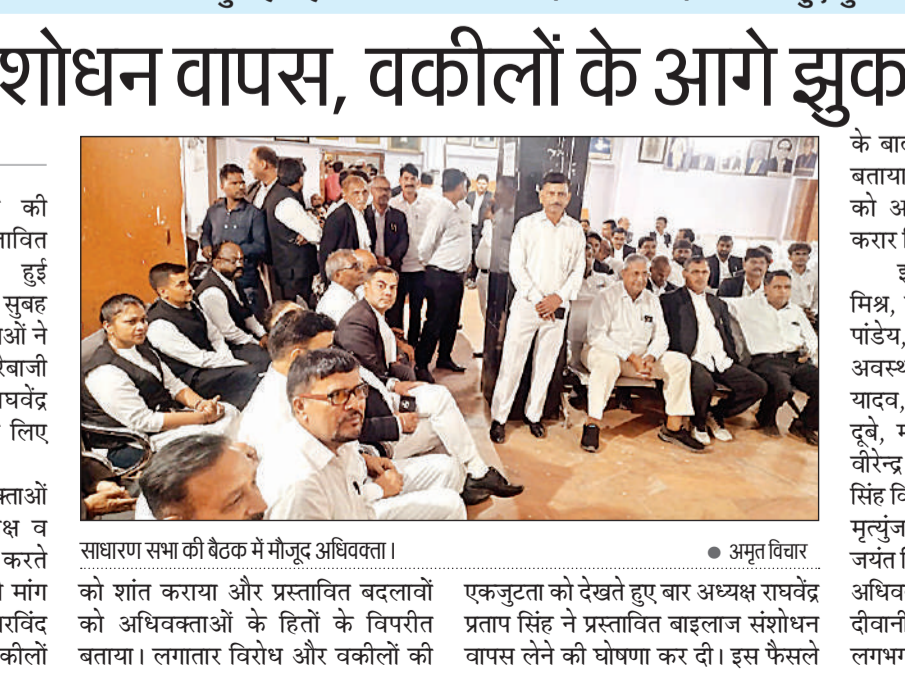 शोधन वापस, वकीलों के आगे झुक
की
तावित
हुई
सुबह
ाओं ने
रेबाजी
ाघवेंद्र
लिए
क्ताओं
क्ष व
करते
मांग
रविंद
कीलों
साधारण सभा की बैठक में मौजूद अधिवक्ता।
● अमृत विचार
को शांत कराया और प्रस्तावित बदलावों
को अधिवक्ताओं के हितों के विपरीत
बताया। लगातार विरोध और वकीलों की
एकजुटता को देखते हुए बार अध्यक्ष राघवेंद्र
प्रताप सिंह ने प्रस्तावित बाइलाज संशोधन
वापस लेने की घोषणा कर दी। इस फैसले
के बाद
बताया
को अ
करार
मिश्र,
पांडेय,
अवस्थ
यादव,
दूबे, म
वीरेन्द्र
सिंह वि
मृत्युंज
जयंत
अधिव
दीवानी
लगभग